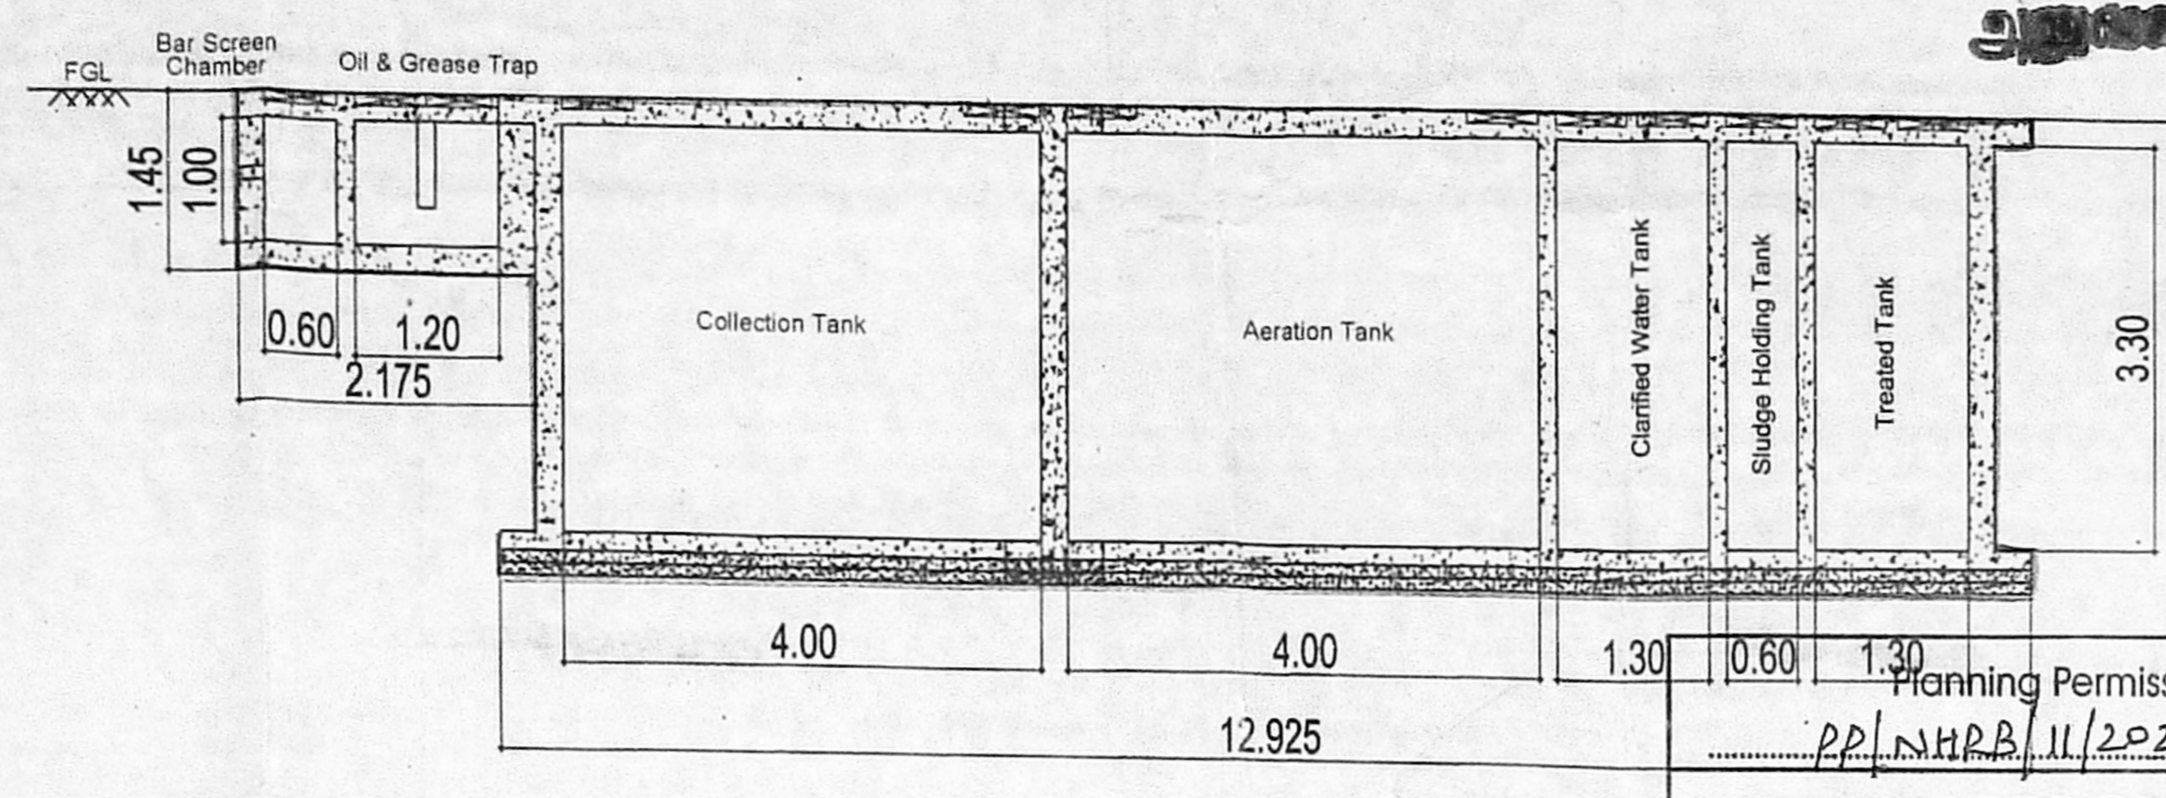 Bar Screen
Chamber
Oil & Grease Trap
FGL
1.45
1.00
0.60
1.20
2.175
Collection Tank
Aeration Tank
Clarified Water Tank
Sludge Holding Tank
Treated Tank
3.30
4.00
4.00
1.30
0.60
1.30
12.925
Planning Permiss
PP/NHRB/11/202